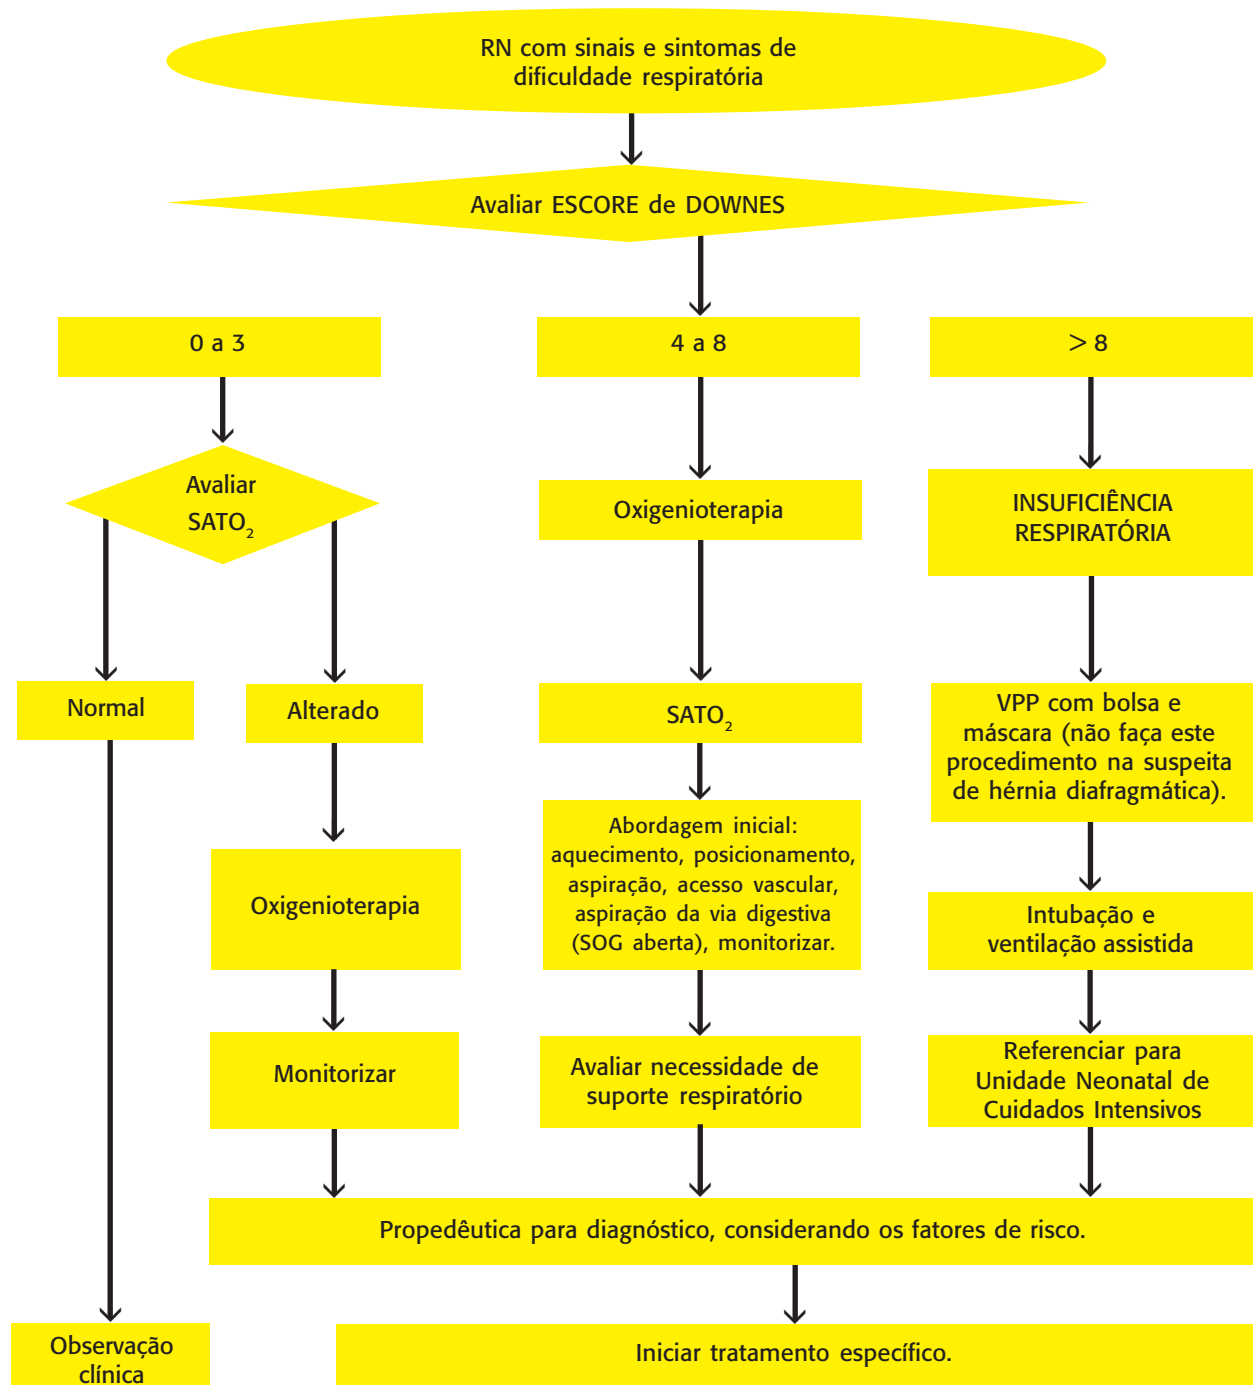 RN com sinais e sintomas de
dificuldade respiratória
Avaliar ESCORE de DOWNES
0 a 3
4 a 8
> 8
Avaliar
SATO₂
Oxigenioterapia
INSUFICIÊNCIA
RESPIRATÓRIA
Normal
Alterado
SATO₂
VPP com bolsa e
máscara (não faça este
procedimento na suspeita
de hérnia diafragmática).
Abordagem inicial:
aquecimento, posicionamento,
aspiração, acesso vascular,
aspiração da via digestiva
(SOG aberta), monitorizar.
Oxigenioterapia
Intubação e
ventilação assistida
Monitorizar
Avaliar necessidade de
suporte respiratório
Referenciar para
Unidade Neonatal de
Cuidados Intensivos
Propedêutica para diagnóstico, considerando os fatores de risco.
Observação
clínica
Iniciar tratamento específico.